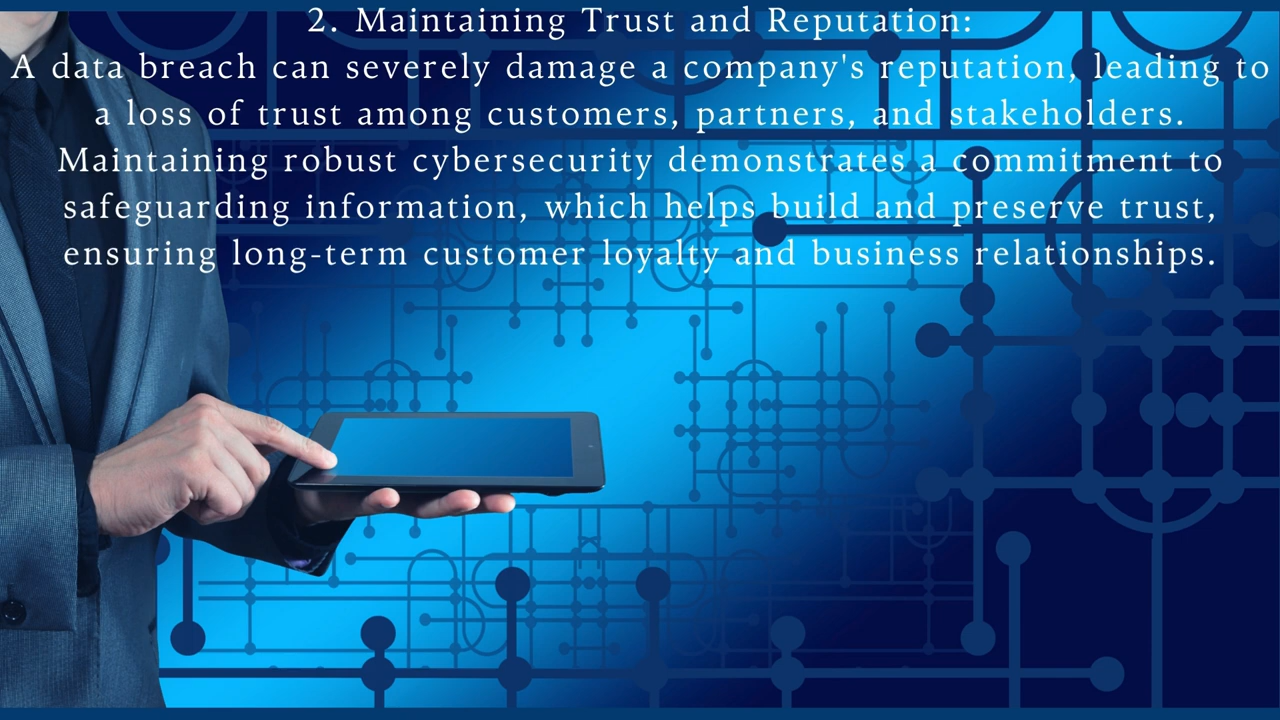 2. Maintaining Trust and Reputation:
A data breach can severely damage a company's reputation, leading to
a loss of trust among customers, partners, and stakeholders.
Maintaining robust cybersecurity demonstrates a commitment to
safeguarding information, which helps build and preserve trust,
ensuring long-term customer loyalty and business relationships.